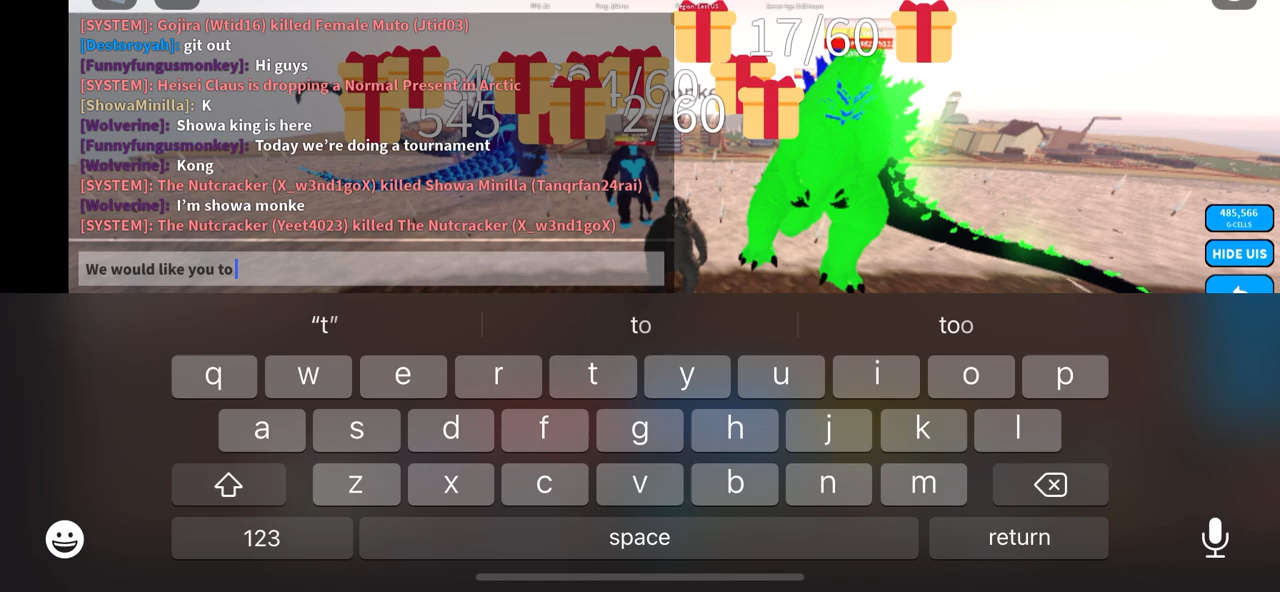 [SYSTEM]: Gojira (Wtid16) killed Female Muto (Jtid03)
[Destoroyah]: git out
[Funnyfungusmonkey]: Hi guys
[SYSTEM]: Heisei Claus is dropping a Normal Present in Arctic
[ShowaMinilla]: K
[Wolverine]: Showa king is here
[Funnyfungusmonkey]: Today we're doing a tournament
[Wolverine]: Kong
[SYSTEM]: The Nutcracker (X_w3nd1goX) killed Showa Minilla (Tanqrfan24rai)
[Wolverine]: I'm showa monke
[SYSTEM]: The Nutcracker (Yeet4023) killed The Nutcracker (X_w3nd1goX)
We would like you to
17/60
545
2/60
485,566
G-CELLS
HIDE UIS
“t” to too
q w e r t y u i o p
a s d f g h j k l
z x c v b n m
123 space return